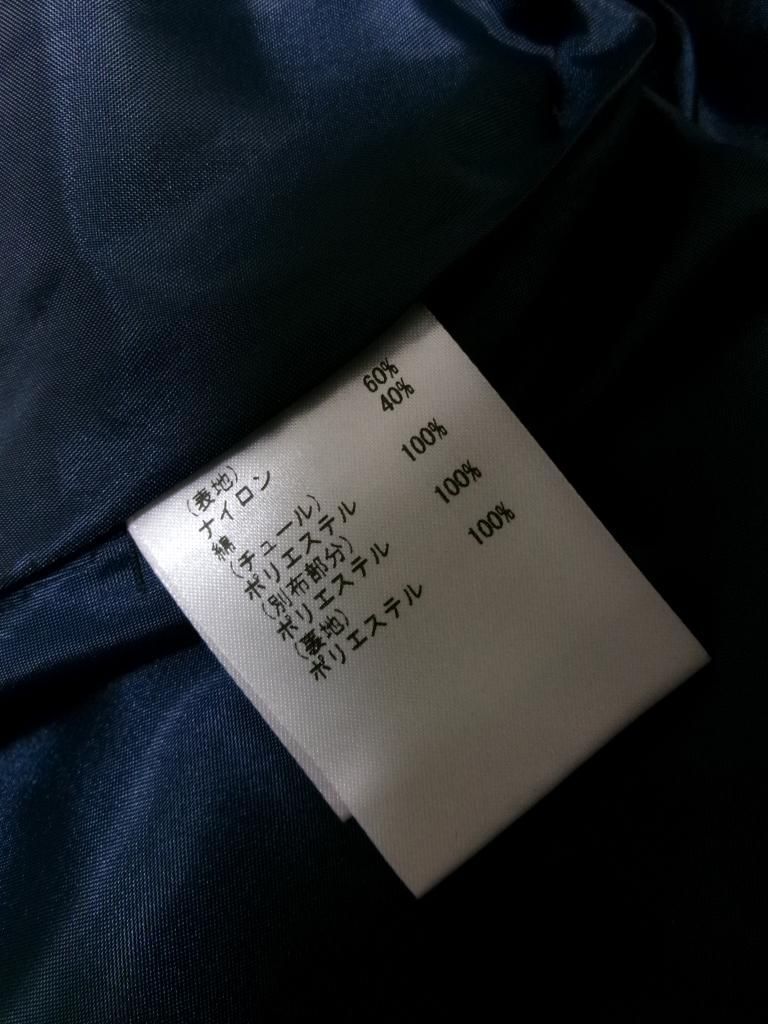 (表地)
ナイロン 60%
綿 40%
(チュール)
ポリエステル 100%
(別布部分)
ポリエステル 100%
(裏地)
ポリエステル 100%